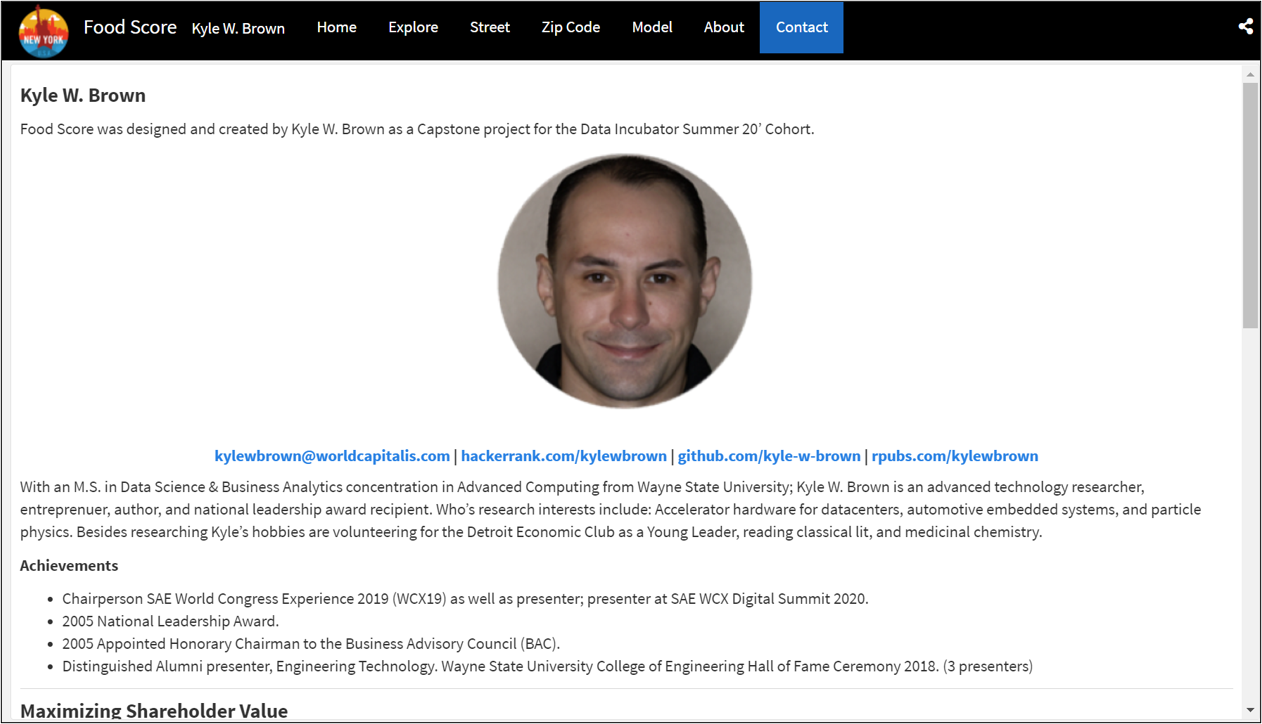 NEW YORK
Food Score Kyle W. Brown Home Explore Street Zip Code Model About Contact
Kyle W. Brown
Food Score was designed and created by Kyle W. Brown as a Capstone project for the Data Incubator Summer 20’ Cohort.
kylewbrown@worldcapitalis.com | hackerrank.com/kylewbrown | github.com/kyle-w-brown | rpubs.com/kylewbrown
With an M.S. in Data Science & Business Analytics concentration in Advanced Computing from Wayne State University; Kyle W. Brown is an advanced technology researcher,
entreprenuer, author, and national leadership award recipient. Who’s research interests include: Accelerator hardware for datacenters, automotive embedded systems, and particle
physics. Besides researching Kyle’s hobbies are volunteering for the Detroit Economic Club as a Young Leader, reading classical lit, and medicinal chemistry.
Achievements
• Chairperson SAE World Congress Experience 2019 (WCX19) as well as presenter; presenter at SAE WCX Digital Summit 2020.
• 2005 National Leadership Award.
• 2005 Appointed Honorary Chairman to the Business Advisory Council (BAC).
• Distinguished Alumni presenter, Engineering Technology. Wayne State University College of Engineering Hall of Fame Ceremony 2018. (3 presenters)
Maximizing Shareholder Value